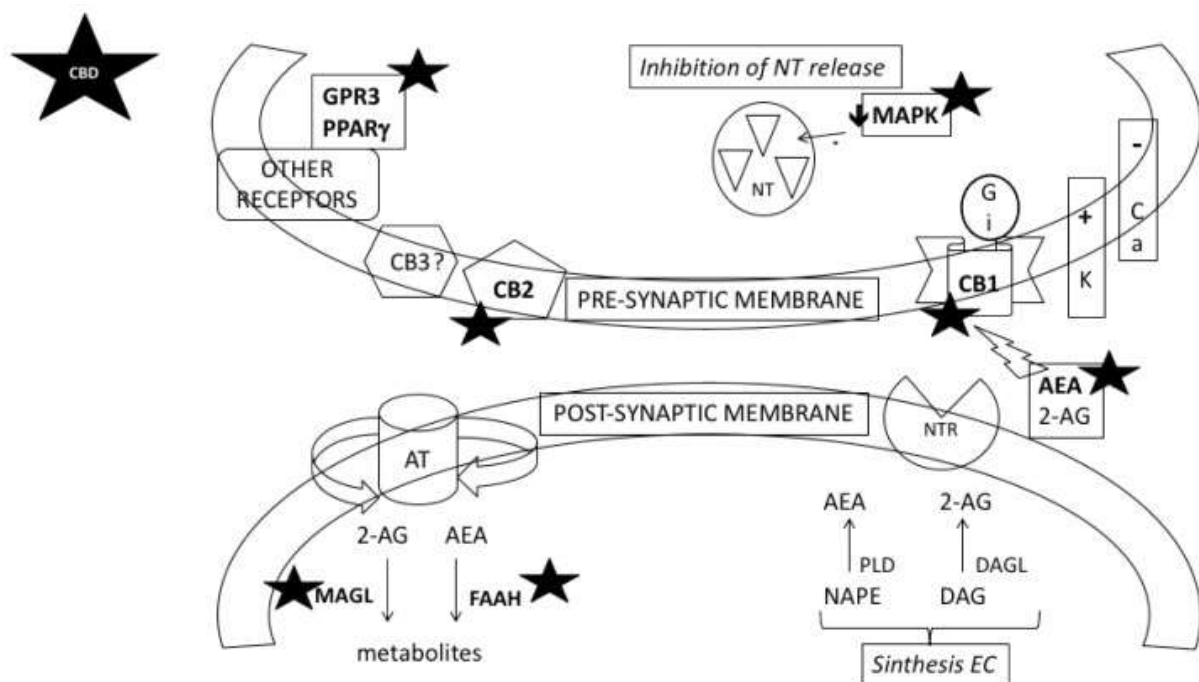 CBD
GPR3
PPARγ
OTHER
RECEPTORS
CB3 ?
CB2
PRE-SYNAPTIC MEMBRANE
Inhibition of NT release
MAPK
-
NT
G
i
CB1
+
K
-
C
a
AEA
2-AG
POST-SYNAPTIC MEMBRANE
NTR
AT
2-AG AEA
MAGL FAAH
metabolites
AEA 2-AG
PLD DAGL
NAPE DAG
Sinthesis EC